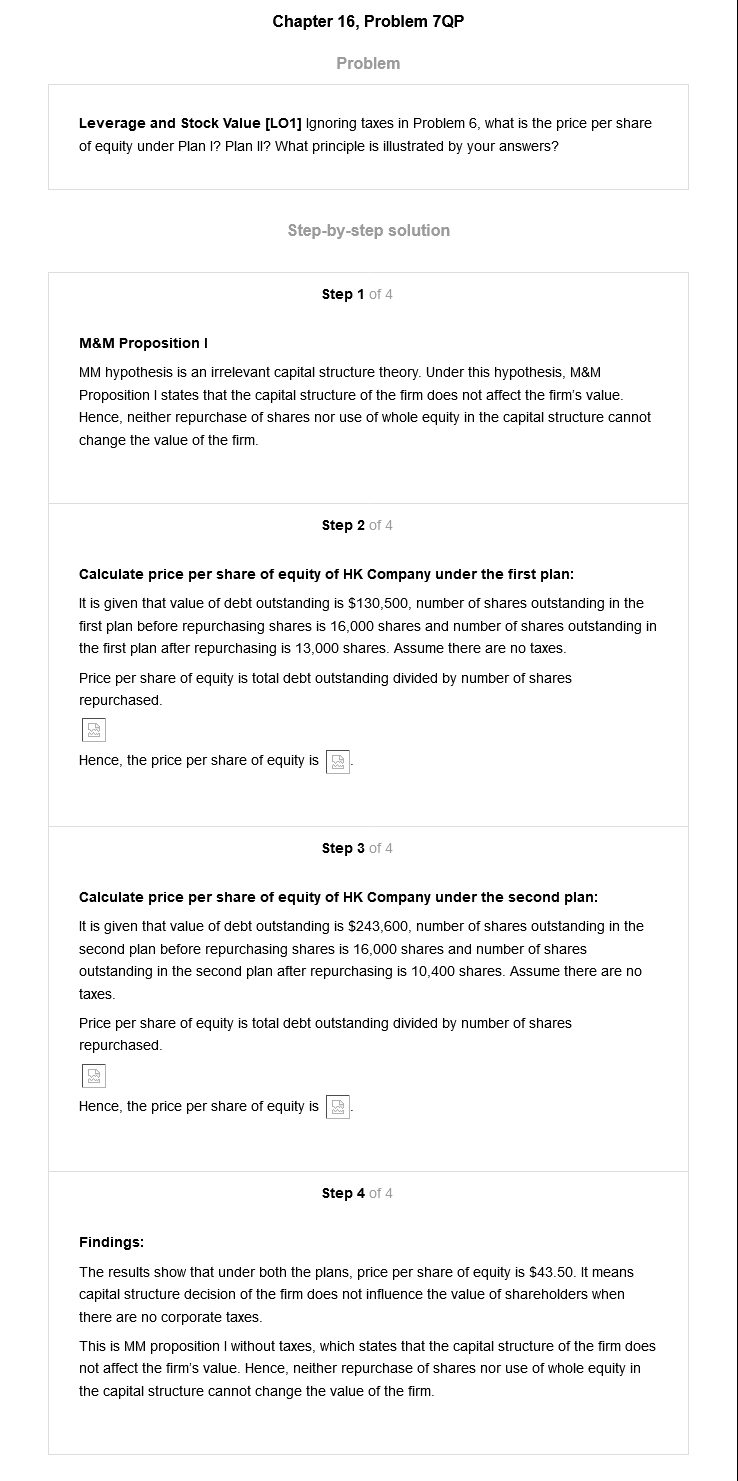 Chapter 16, Problem 7QP
Problem
Leverage and Stock Value [LO1] Ignoring taxes in Problem 6, what is the price per share
of equity under Plan I? Plan II? What principle is illustrated by your answers?
Step-by-step solution
Step 1 of 4
M&M Proposition I
MM hypothesis is an irrelevant capital structure theory. Under this hypothesis, M&M
Proposition I states that the capital structure of the firm does not affect the firm's value.
Hence, neither repurchase of shares nor use of whole equity in the capital structure cannot
change the value of the firm.
Step 2 of 4
Calculate price per share of equity of HK Company under the first plan:
It is given that value of debt outstanding is $130,500, number of shares outstanding in the
first plan before repurchasing shares is 16,000 shares and number of shares outstanding in
the first plan after repurchasing is 13,000 shares. Assume there are no taxes.
Price per share of equity is total debt outstanding divided by number of shares
repurchased.
Hence, the price per share of equity is .
Step 3 of 4
Calculate price per share of equity of HK Company under the second plan:
It is given that value of debt outstanding is $243,600, number of shares outstanding in the
second plan before repurchasing shares is 16,000 shares and number of shares
outstanding in the second plan after repurchasing is 10,400 shares. Assume there are no
taxes.
Price per share of equity is total debt outstanding divided by number of shares
repurchased.
Hence, the price per share of equity is .
Step 4 of 4
Findings:
The results show that under both the plans, price per share of equity is $43.50. It means
capital structure decision of the firm does not influence the value of shareholders when
there are no corporate taxes.
This is MM proposition I without taxes, which states that the capital structure of the firm does
not affect the firm's value. Hence, neither repurchase of shares nor use of whole equity in
the capital structure cannot change the value of the firm.